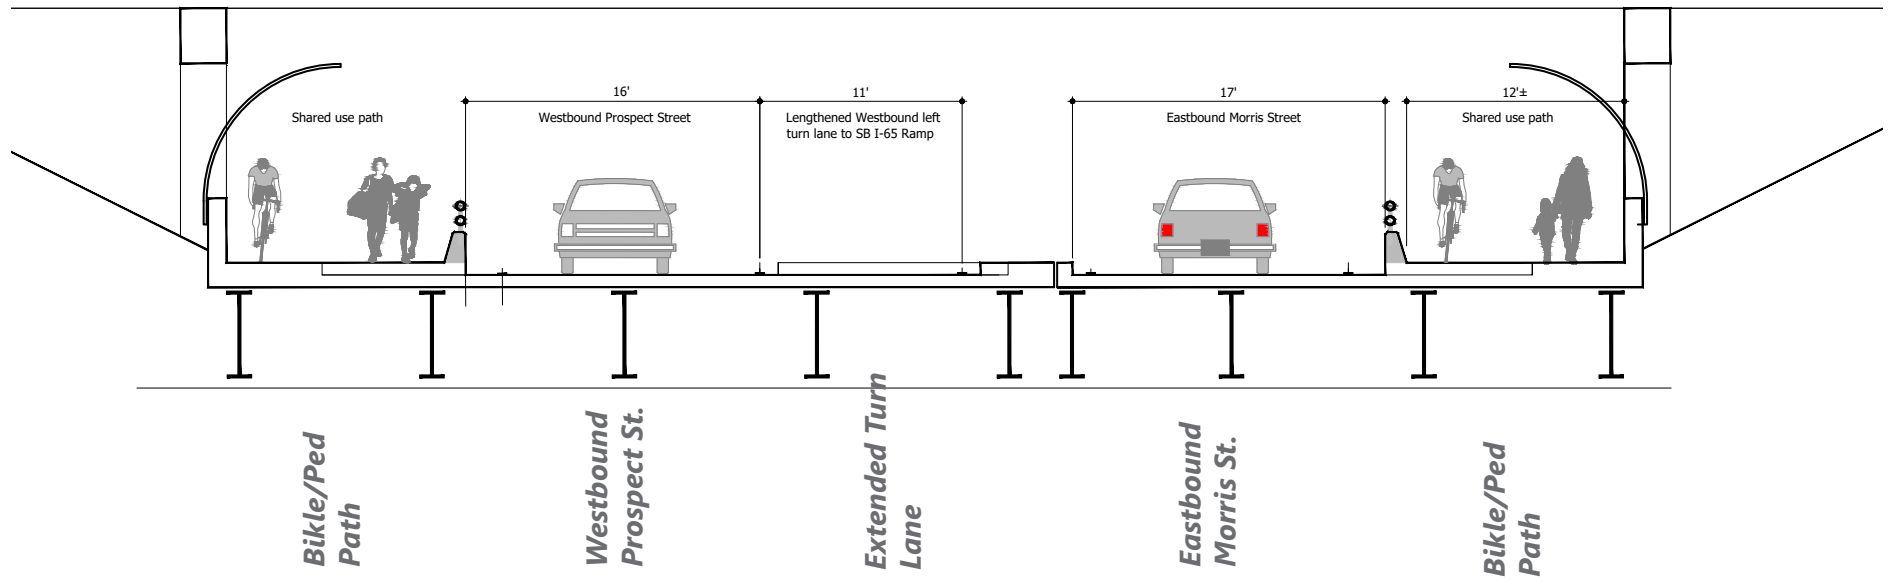 16'
11'
17'
12'±
Shared use path
Westbound Prospect Street
Lengthened Westbound left
turn lane to SB I-65 Ramp
Eastbound Morris Street
Shared use path
Bikle/Ped
Path
Westbound
Prospect St.
Extended Turn
Lane
Eastbound
Morris St.
Bikle/Ped
Path